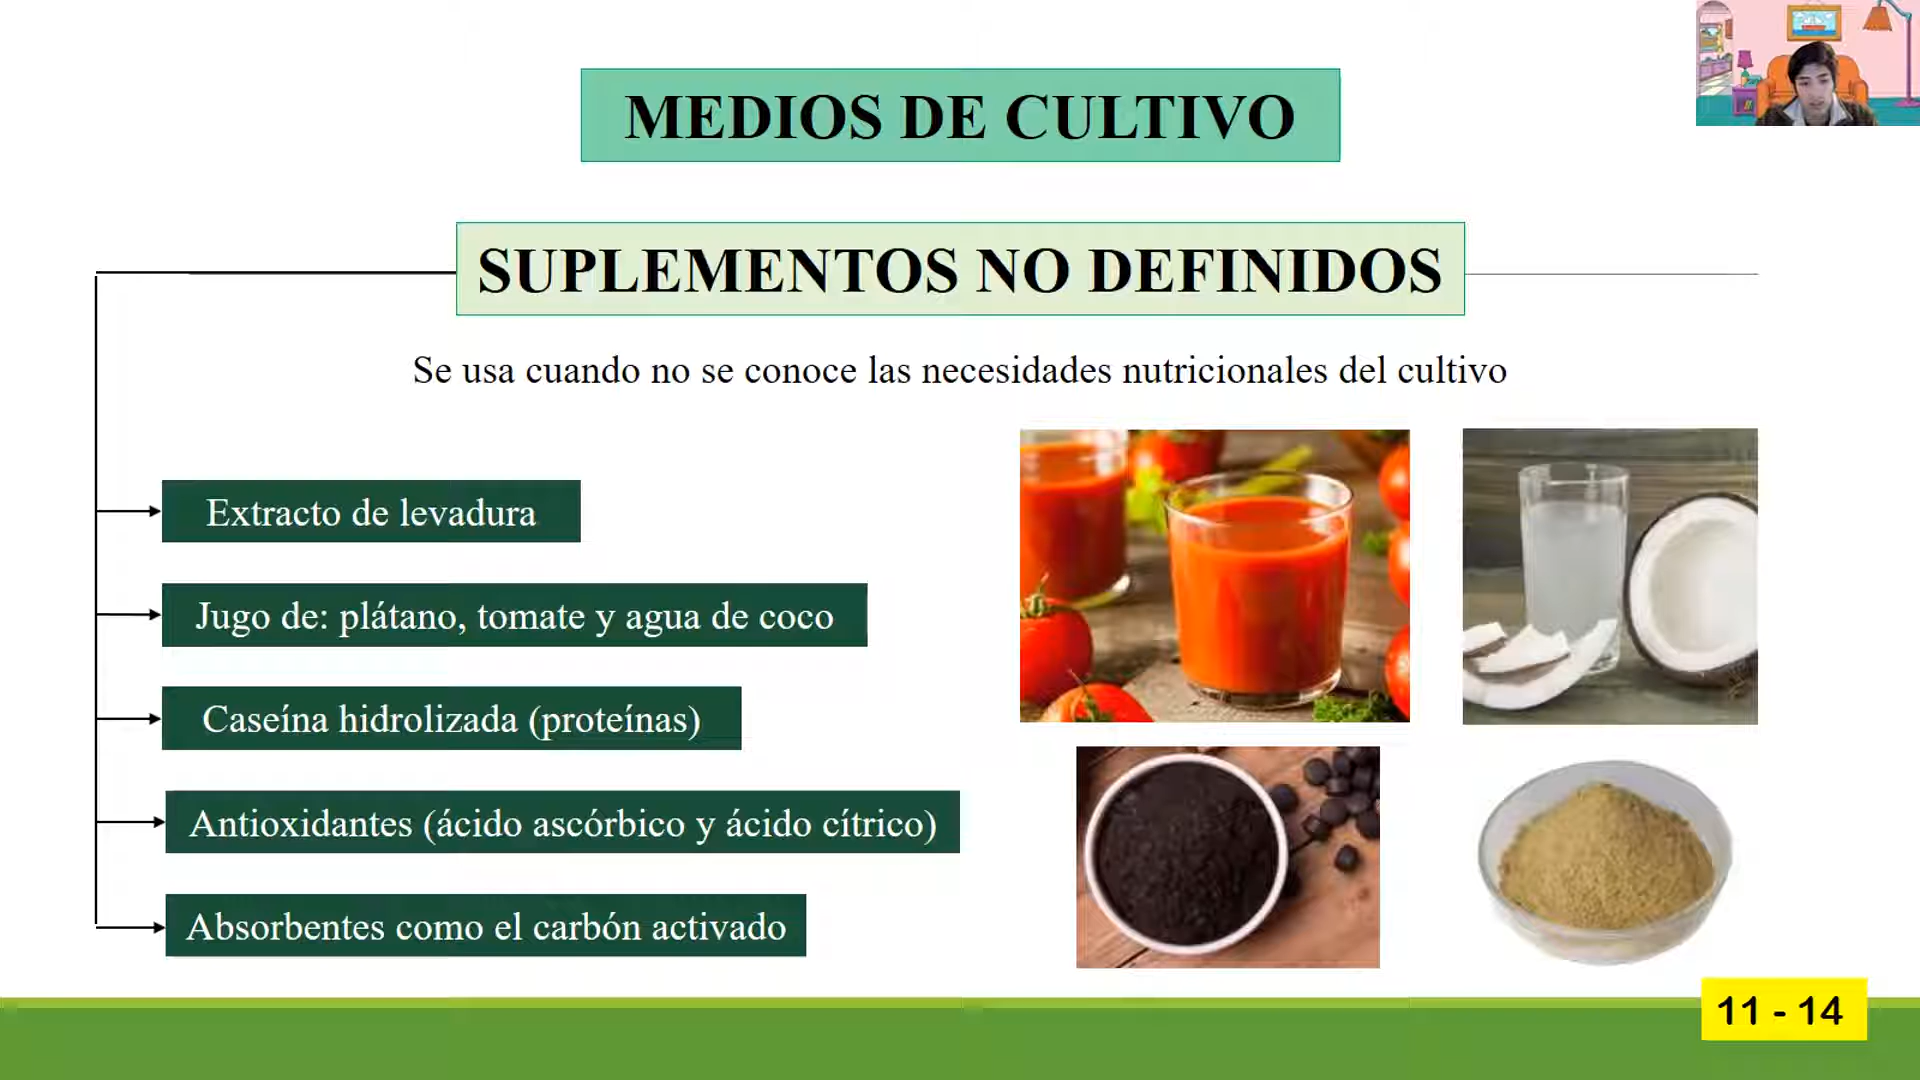 MEDIOS DE CULTIVO
SUPLEMENTOS NO DEFINIDOS
Se usa cuando no se conoce las necesidades nutricionales del cultivo
Extracto de levadura
Jugo de: plátano, tomate y agua de coco
Caseína hidrolizada (proteínas)
Antioxidantes (ácido ascórbico y ácido cítrico)
Absorbentes como el carbón activado
11 - 14